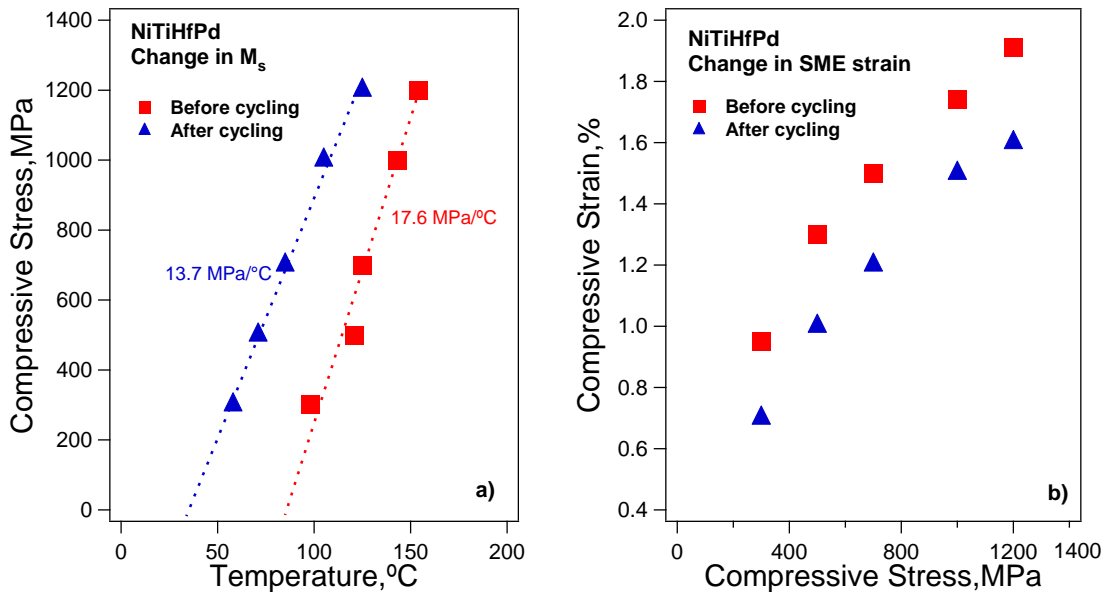 NiTiHfPd
Change in Ms
Before cycling
After cycling
17.6 MPa/ºC
13.7 MPa/°C
a)
1400
1200
1000
800
600
400
200
0
Compressive Stress,MPa
0 50 100 150 200
Temperature,ºC
NiTiHfPd
Change in SME strain
Before cycling
After cycling
b)
2.0
1.8
1.6
1.4
1.2
1.0
0.8
0.6
0.4
Compressive Strain,%
0 400 800 1200 1400
Compressive Stress,MPa